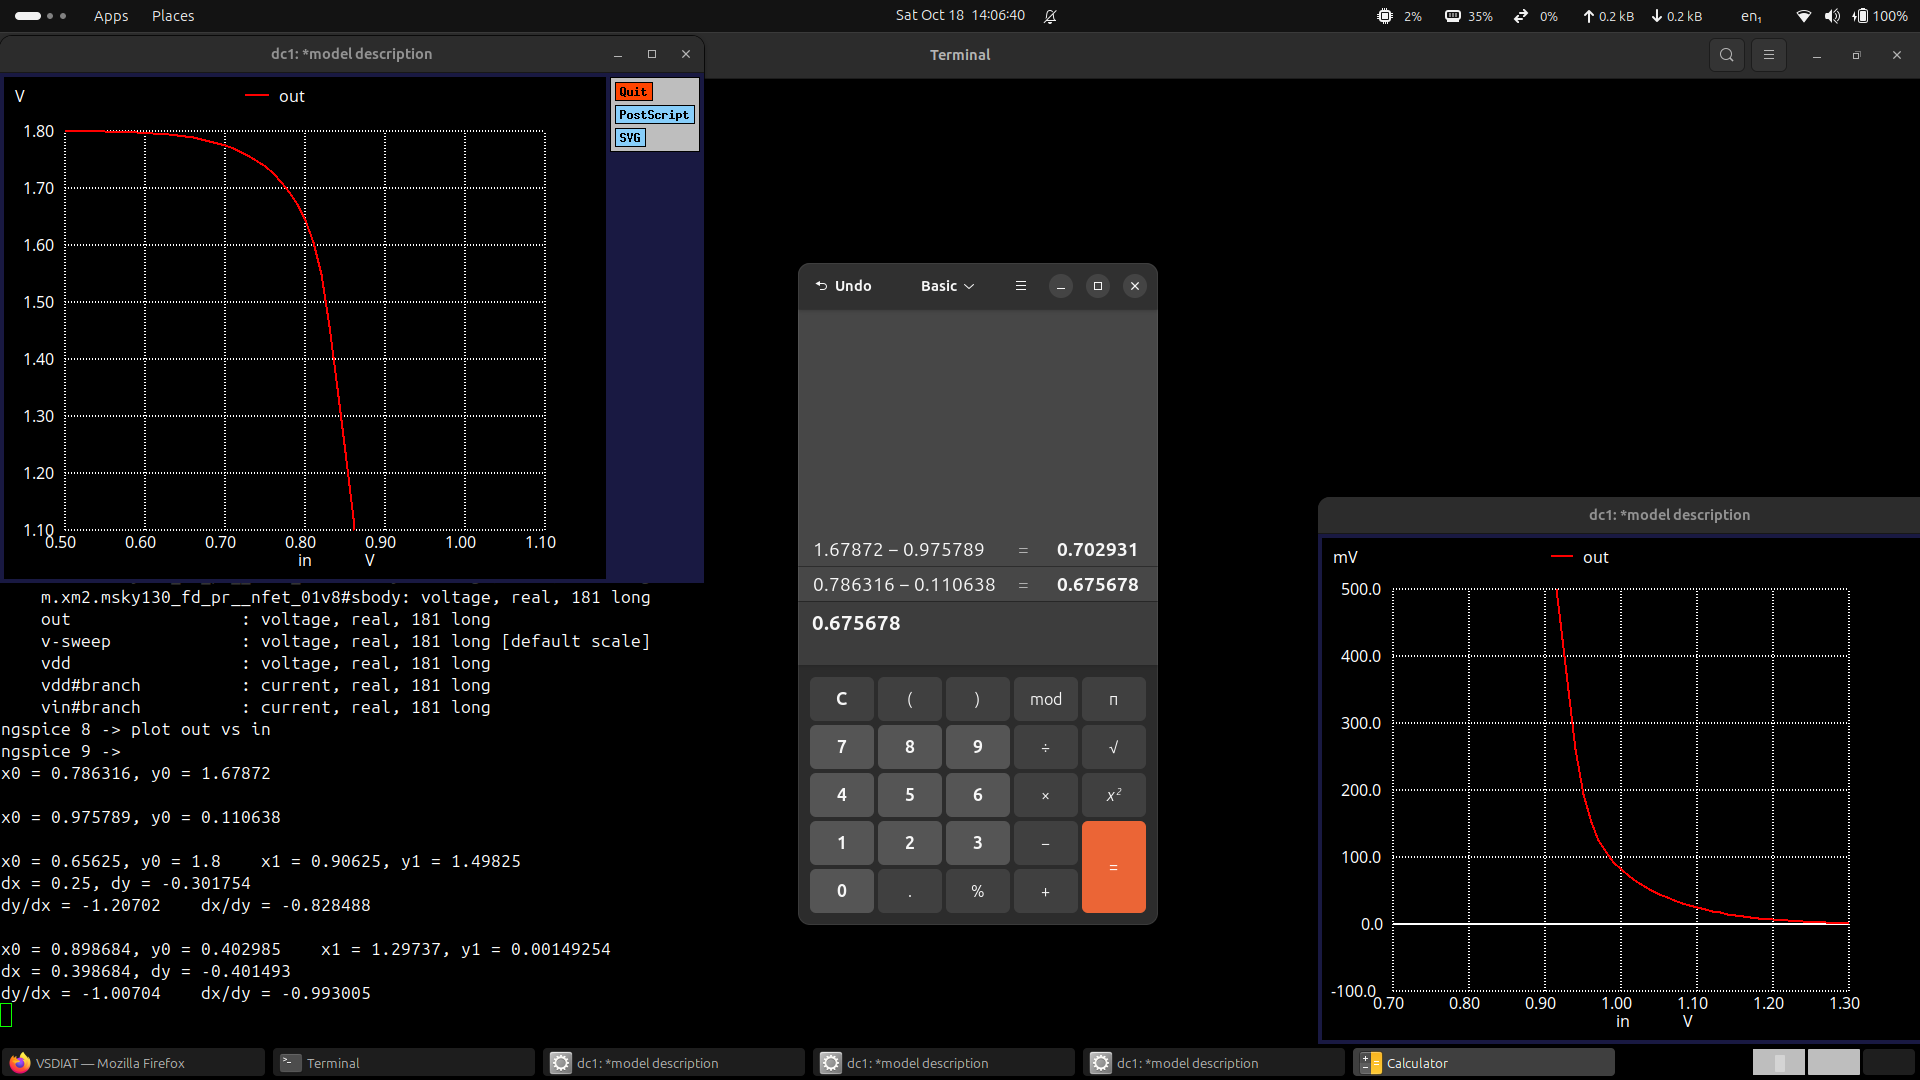 Apps Places Sat Oct 18 14:06:40 2% 35% 0% 0.2 kB 0.2 kB en₁ 100%
dc1: *model description
Terminal
V out
Quit
PostScript
SVG
1.80
1.70
1.60
1.50
1.40
1.30
1.20
1.10
0.50 0.60 0.70 0.80 0.90 1.00 1.10
in V
m.xm2.msky130_fd_pr__nfet_01v8#sbody: voltage, real, 181 long
out : voltage, real, 181 long
v-sweep : voltage, real, 181 long [default scale]
vdd : voltage, real, 181 long
vdd#branch : current, real, 181 long
vin#branch : current, real, 181 long
ngspice 8 -> plot out vs in
ngspice 9 ->
x0 = 0.786316, y0 = 1.67872
x0 = 0.975789, y0 = 0.110638
x0 = 0.65625, y0 = 1.8 x1 = 0.90625, y1 = 1.49825
dx = 0.25, dy = -0.301754
dy/dx = -1.20702 dx/dy = -0.828488
x0 = 0.898684, y0 = 0.402985 x1 = 1.29737, y1 = 0.00149254
dx = 0.398684, dy = -0.401493
dy/dx = -1.00704 dx/dy = -0.993005
Undo Basic
1.67872 − 0.975789 = 0.702931
0.786316 − 0.110638 = 0.675678
0.675678
C ( ) mod π
7 8 9 ÷ √
4 5 6 × x²
1 2 3 − =
0 . % +
dc1: *model description
mV out
500.0
400.0
300.0
200.0
100.0
0.0
-100.0
0.70 0.80 0.90 1.00 1.10 1.20 1.30
in V
VSDIAT — Mozilla Firefox Terminal dc1: *model description dc1: *model description dc1: *model description Calculator